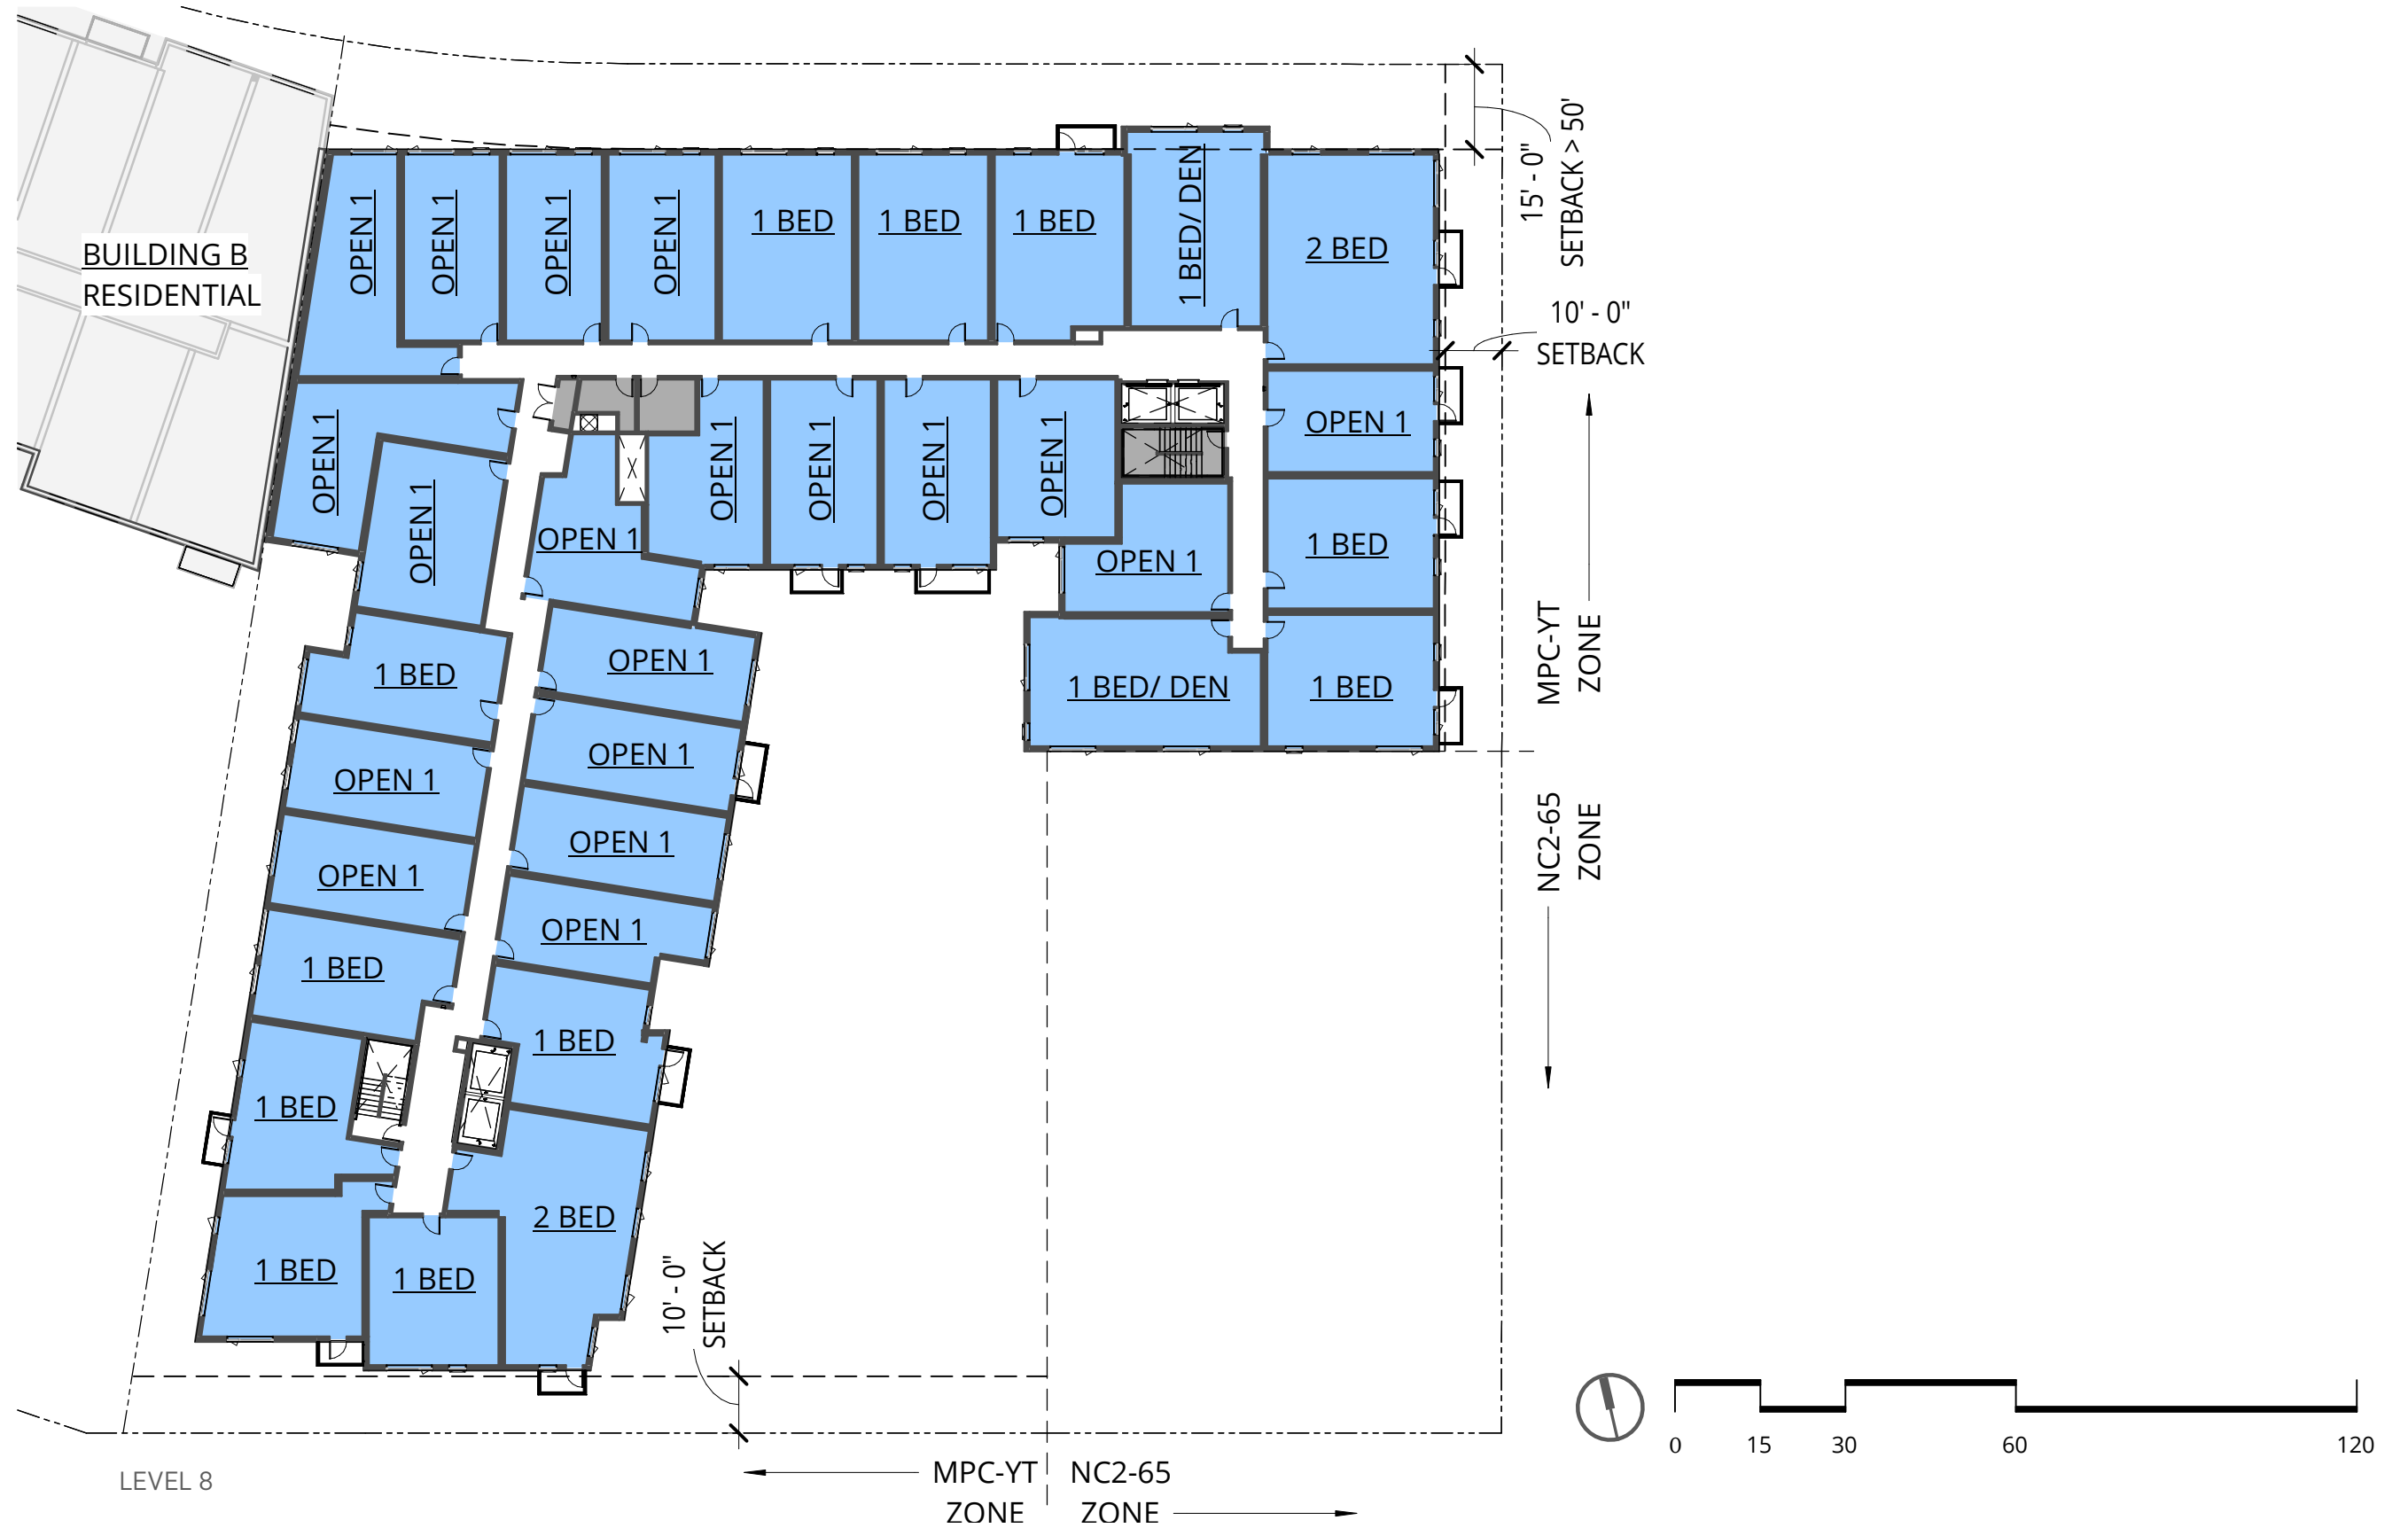 BUILDING B
RESIDENTIAL
OPEN 1
OPEN 1
OPEN 1
OPEN 1
1 BED
1 BED
1 BED
1 BED/ DEN
2 BED
15' - 0"
SETBACK > 50'
10' - 0"
SETBACK
OPEN 1
OPEN 1
OPEN 1
OPEN 1
OPEN 1
OPEN 1
OPEN 1
OPEN 1
OPEN 1
1 BED
1 BED/ DEN
1 BED
MPC-YT
ZONE
NC2-65
ZONE
1 BED
OPEN 1
OPEN 1
OPEN 1
OPEN 1
OPEN 1
OPEN 1
1 BED
1 BED
1 BED
2 BED
1 BED
1 BED
10' - 0"
SETBACK
0 15 30 60 120
LEVEL 8
MPC-YT
ZONE
NC2-65
ZONE